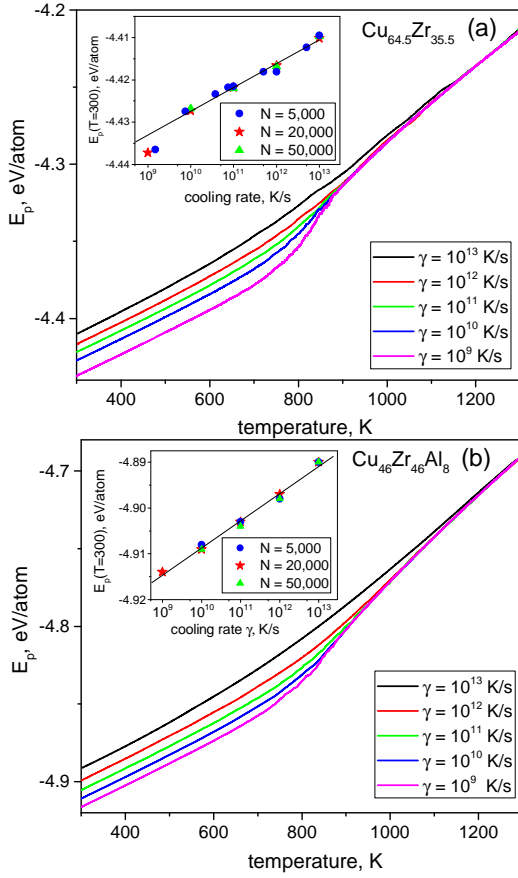 (a)
Cu64.5Zr35.5
Ep, eV/atom
-4.2
-4.3
-4.4
400 600 800 1000 1200
temperature, K
Ep(T=300), eV/atom
-4.41
-4.42
-4.43
-4.44
10^9 10^10 10^11 10^12 10^13
cooling rate, K/s
N = 5,000
N = 20,000
N = 50,000
γ = 10^13 K/s
γ = 10^12 K/s
γ = 10^11 K/s
γ = 10^10 K/s
γ = 10^9 K/s
(b)
Cu46Zr46Al8
Ep, eV/atom
-4.7
-4.8
-4.9
400 600 800 1000 1200
temperature, K
Ep(T=300), eV/atom
-4.89
-4.90
-4.91
-4.92
10^9 10^10 10^11 10^12 10^13
cooling rate γ, K/s
N = 5,000
N = 20,000
N = 50,000
γ = 10^13 K/s
γ = 10^12 K/s
γ = 10^11 K/s
γ = 10^10 K/s
γ = 10^9 K/s